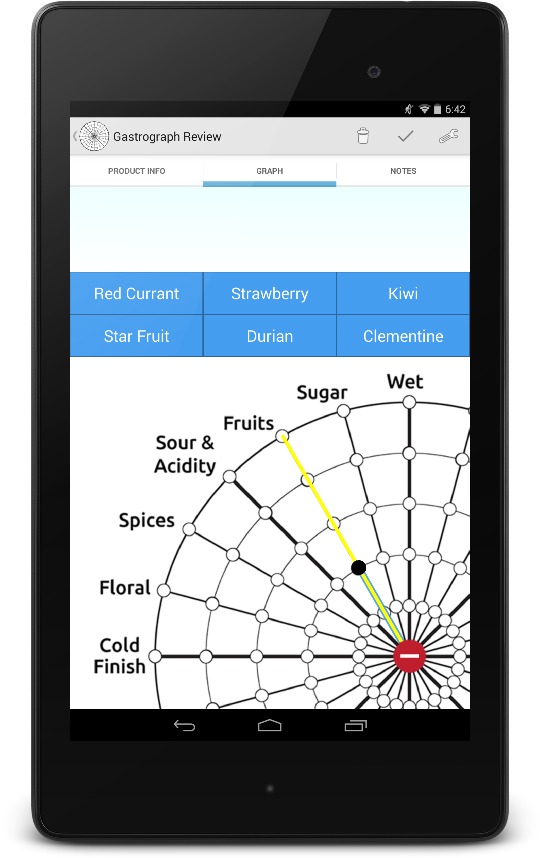 6:42
Gastrograph Review
PRODUCT INFO
GRAPH
NOTES
Red Currant
Strawberry
Kiwi
Star Fruit
Durian
Clementine
Wet
Sugar
Fruits
Sour &
Acidity
Spices
Floral
Cold
Finish